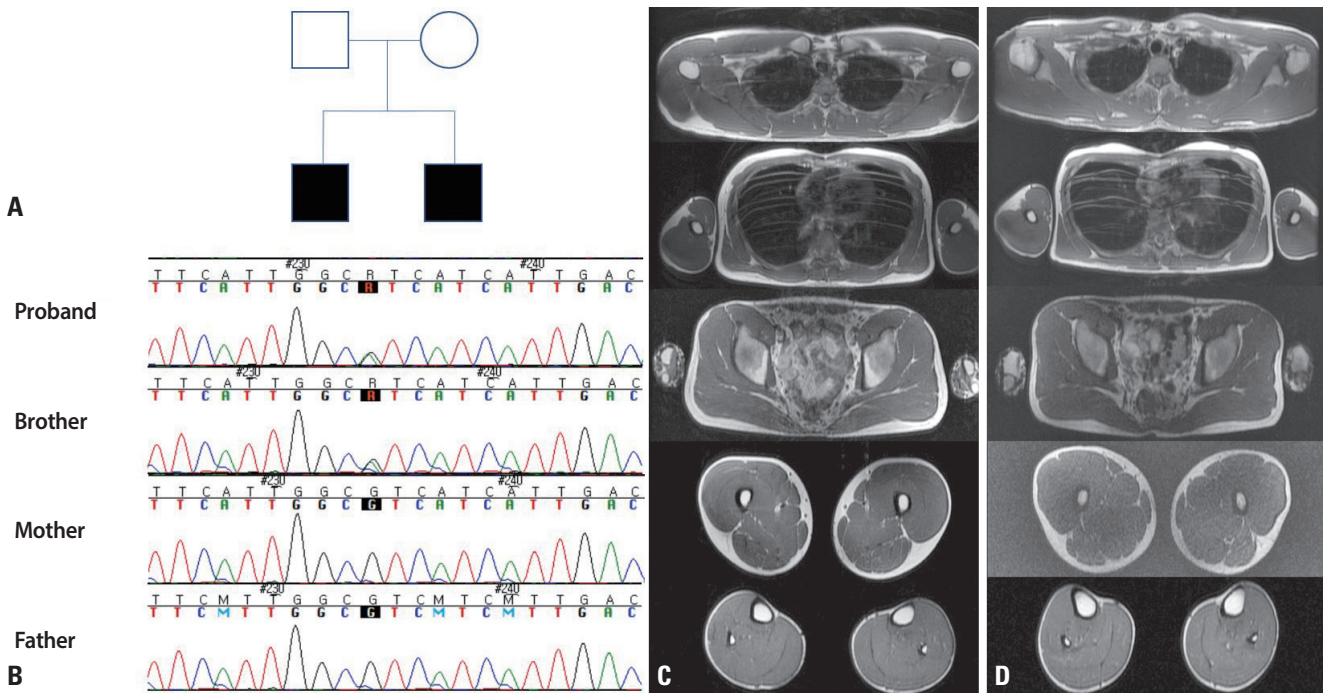 A
#230 #240
T T C A T T G G C R T C A T C A T T G A C
T T C A T T G G C R T C A T C A T T G A C
Proband
#230 #240
T T C A T T G G C R T C A T C A T T G A C
T T C A T T G G C R T C A T C A T T G A C
Brother
#230 #240
T T C A T T G G C G T C A T C A T T G A C
T T C A T T G G C G T C A T C A T T G A C
Mother
#230 #240
T T C M T T G G C G T C M T C M T T G A C
T T C M T T G G C G T C M T C M T T G A C
Father
B
C
D